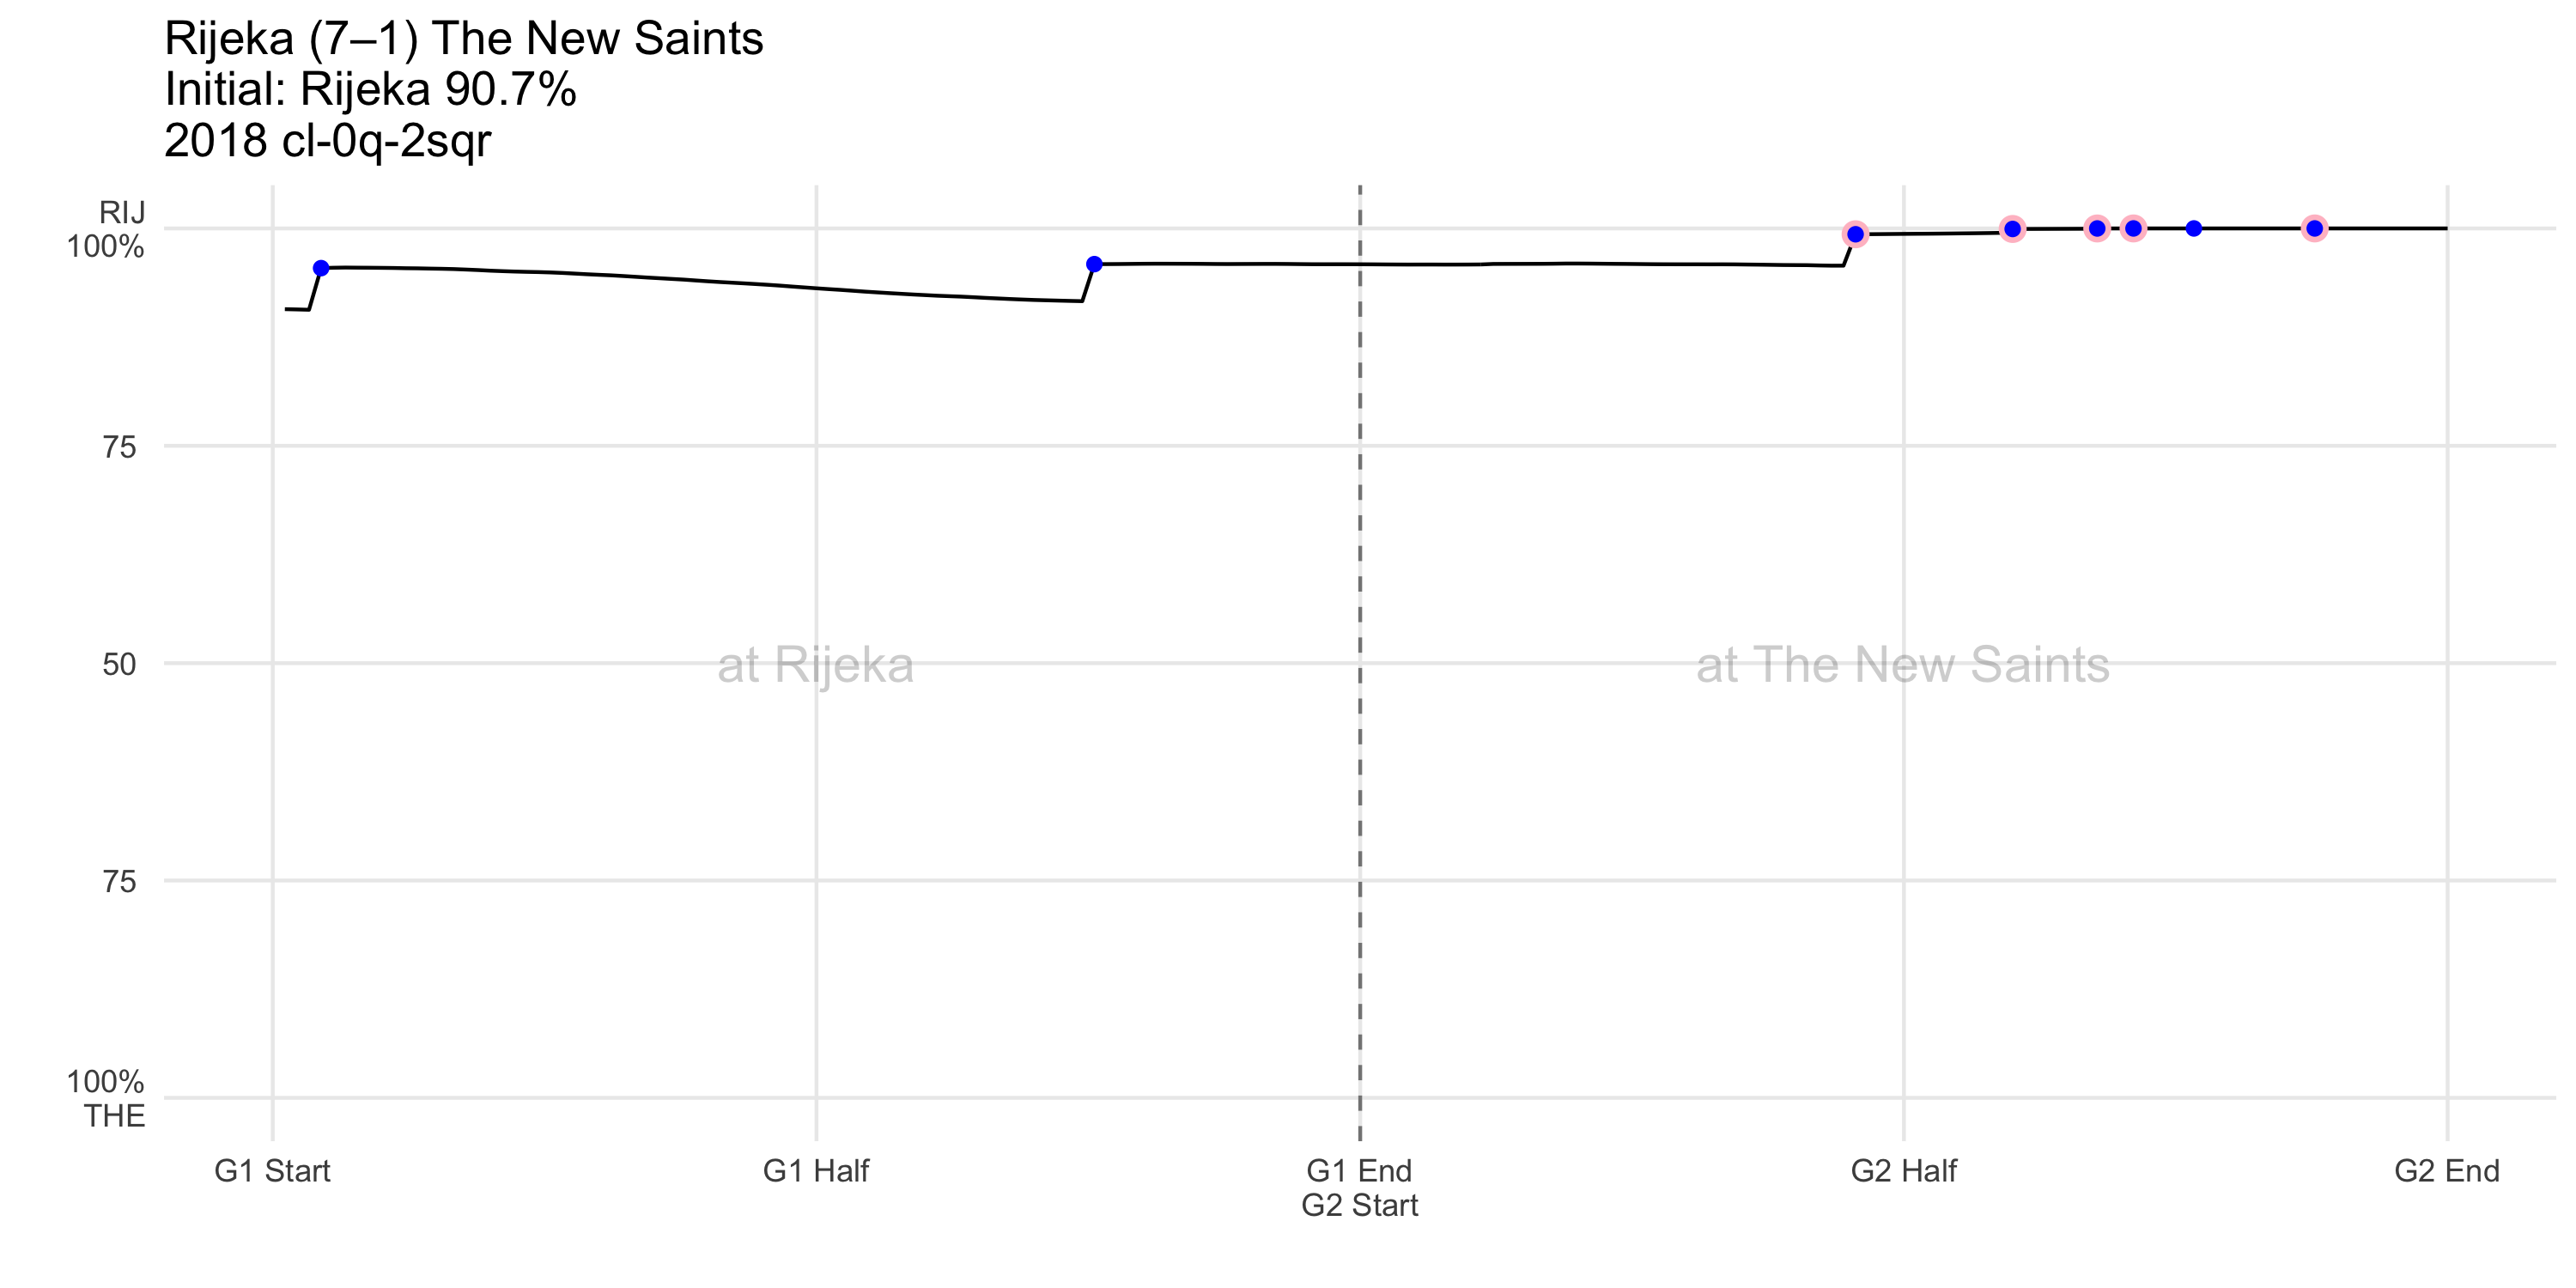 Rijeka (7–1) The New Saints
Initial: Rijeka 90.7%
2018 cl-0q-2sqr
RIJ
100%
75
50
at Rijeka
at The New Saints
75
100%
THE
G1 Start
G1 Half
G1 End
G2 Start
G2 Half
G2 End